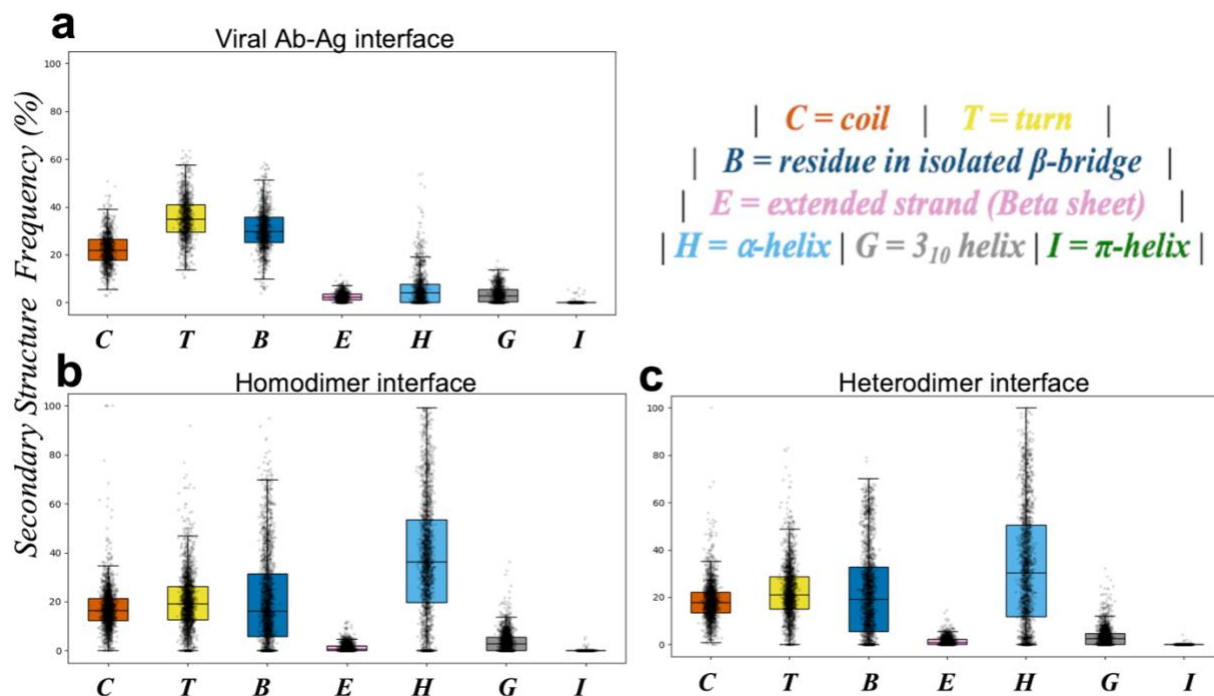 a
Viral Ab-Ag interface
Secondary Structure Frequency (%)
100
80
60
40
20
0
C T B E H G I
| C = coil | T = turn |
| B = residue in isolated β-bridge |
| E = extended strand (Beta sheet) |
| H = α-helix | G = 3₁₀ helix | I = π-helix |
b
Homodimer interface
100
80
60
40
20
0
C T B E H G I
c
Heterodimer interface
100
80
60
40
20
0
C T B E H G I